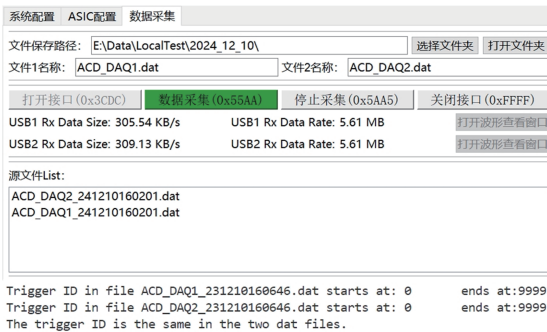 系统配置 ASIC配置 数据采集
文件保存路径： E:\Data\LocalTest\2024_12_10\ 选择文件夹 打开文件夹
文件1名称： ACD_DAQ1.dat 文件2名称： ACD_DAQ2.dat
打开接口(0x3CDC) 数据采集(0x55AA) 停止采集(0x5AA5) 关闭接口(0xFFFF)
USB1 Rx Data Size: 305.54 KB/s USB1 Rx Data Rate: 5.61 MB 打开波形查看窗口
USB2 Rx Data Size: 309.13 KB/s USB2 Rx Data Rate: 5.61 MB 打开波形查看窗口
源文件List：
ACD_DAQ2_241210160201.dat
ACD_DAQ1_241210160201.dat
Trigger ID in file ACD_DAQ1_231210160646.dat starts at: 0 ends at:9999
Trigger ID in file ACD_DAQ2_231210160646.dat starts at: 0 ends at:9999
The trigger ID is the same in the two dat files.